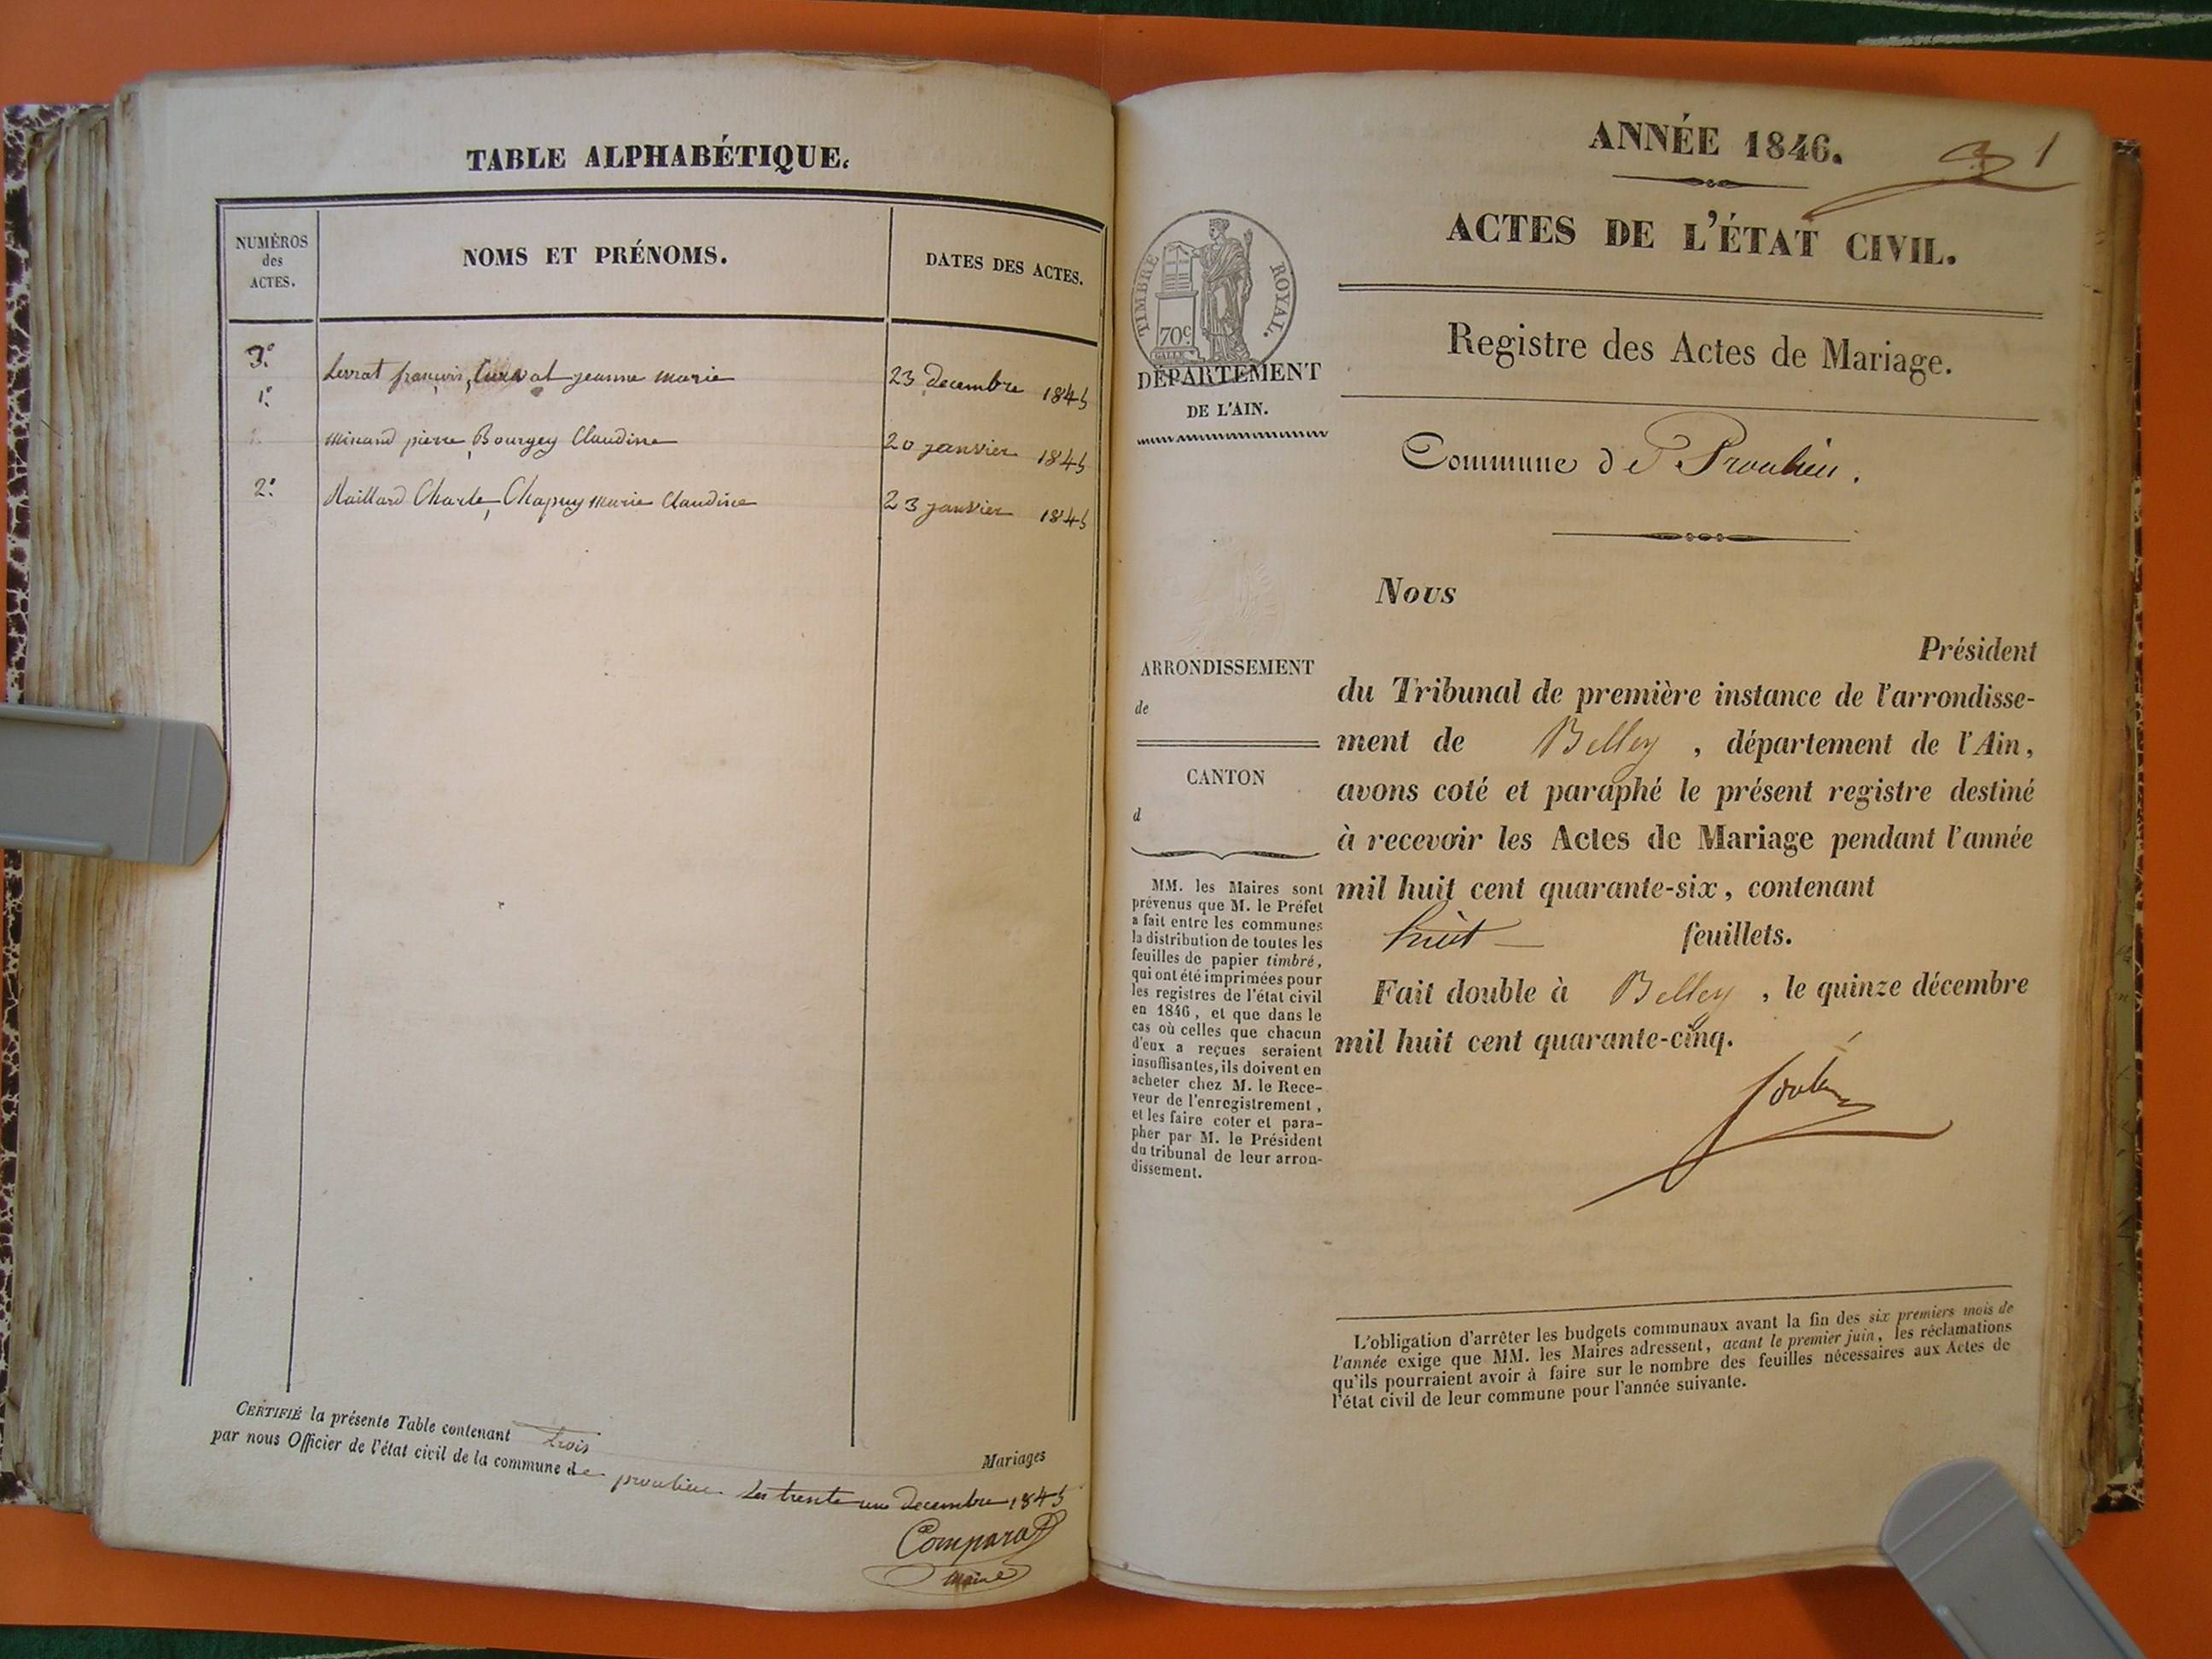 TABLE ALPHABÉTIQUE.
NUMÉROS
des
ACTES.
NOMS ET PRÉNOMS.
DATES DES ACTES.
3.° Levrat françois, jeanne marie 23 decembre 1845
1.°
minand pierre, Bourgey Claudine 20 janvier 1845
2.° Maillard Charle, Chapuy marie Claudine 23 janvier 1845
CERTIFIÉ la présente Table contenant trois Mariages
par nous Officier de l'état civil de la commune de proulieu les trente un decembre 1845
Comparat
maire
ANNÉE 1846.
1
ACTES DE L'ÉTAT CIVIL.
TIMBRE ROYAL.
70c
DÉPARTEMENT
DE L'AIN.
Registre des Actes de Mariage.
Commune de Proulieu.
Nous
Président
du Tribunal de première instance de l'arrondisse-
ment de Belley, département de l'Ain,
avons coté et paraphé le présent registre destiné
à recevoir les Actes de Mariage pendant l'année
mil huit cent quarante-six, contenant
huit feuillets.
Fait double à Belley, le quinze décembre
mil huit cent quarante-cinq.
ARRONDISSEMENT
de
CANTON
d
MM. les Maires sont
prévenus que M. le Préfet
a fait entre les communes
la distribution de toutes les
feuilles de papier timbré,
qui ont été imprimées pour
les registres de l'état civil
en 1846, et que dans le
cas où celles que chacun
d'eux a reçues seraient
insuffisantes, ils doivent en
acheter chez M. le Rece-
veur de l'enregistrement,
et les faire coter et para-
pher par M. le Président
du tribunal de leur arron-
dissement.
L'obligation d'arrêter les budgets communaux avant la fin des six premiers mois de
l'année exige que MM. les Maires adressent, avant le premier juin, les réclamations
qu'ils pourraient avoir à faire sur le nombre des feuilles nécessaires aux Actes de
l'état civil de leur commune pour l'année suivante.